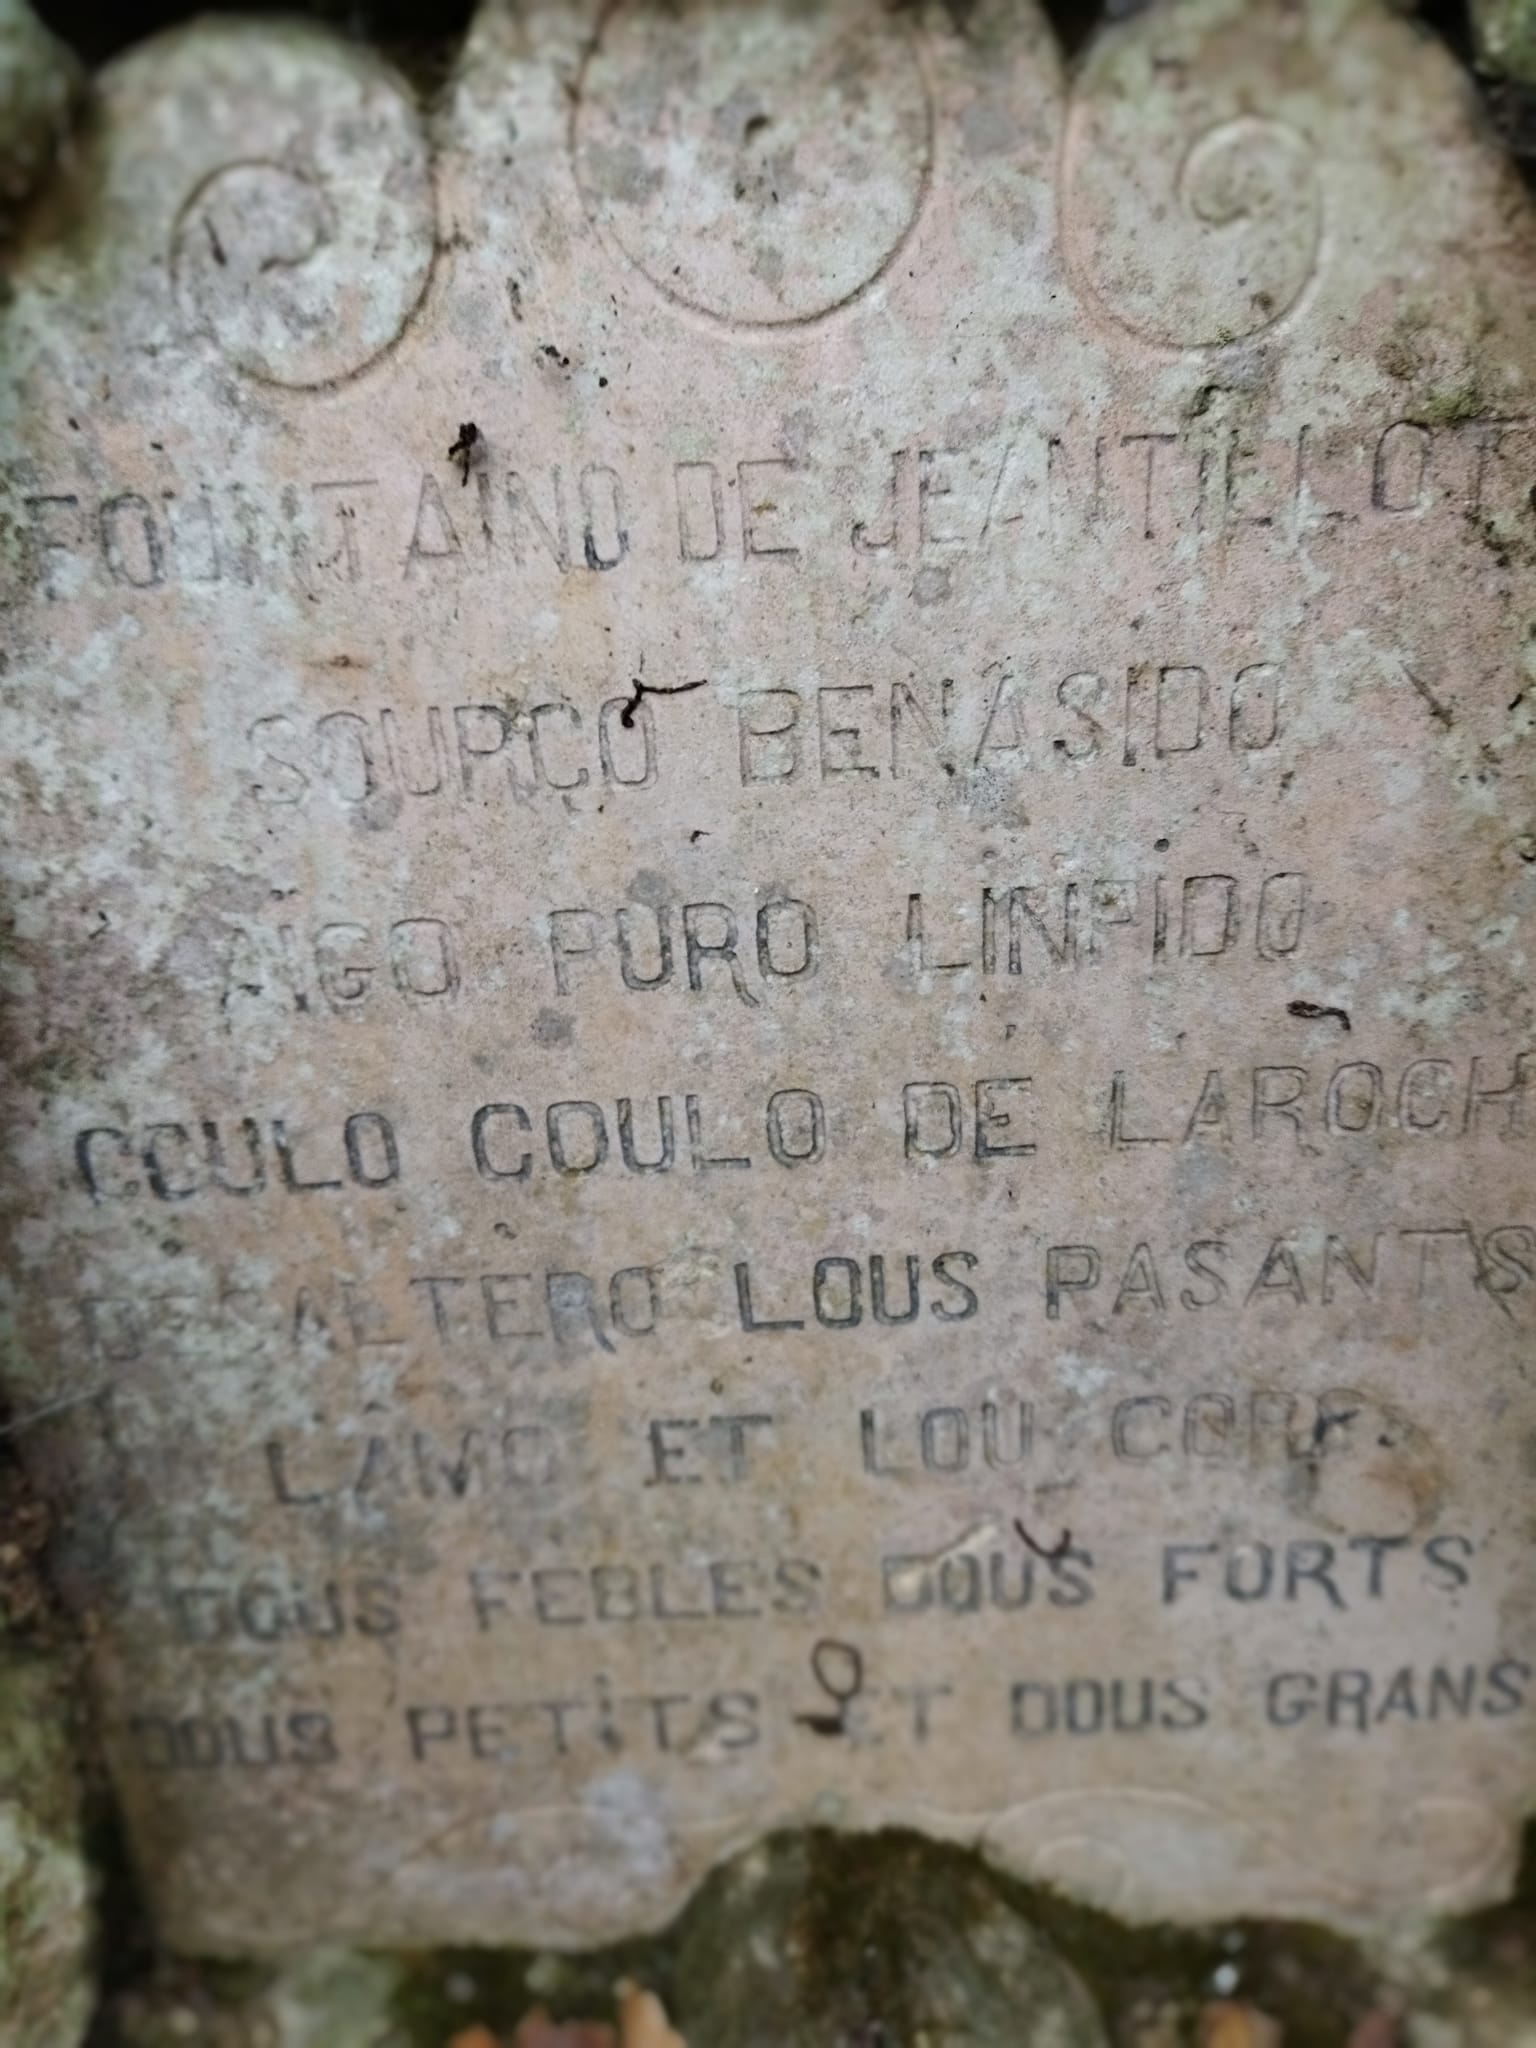 FOUNTAINO DE JEANTILLOT
SOURÇO BENASIDO
AIGO PURO LiNPiDO
COULO COULO DE LAROCH
DESALTERO LOUS PASANTS
LÂMO ET LOU CORP
DOUS FEBLES DOUS FORTS
DOUS PETiTS ET DOUS GRANS